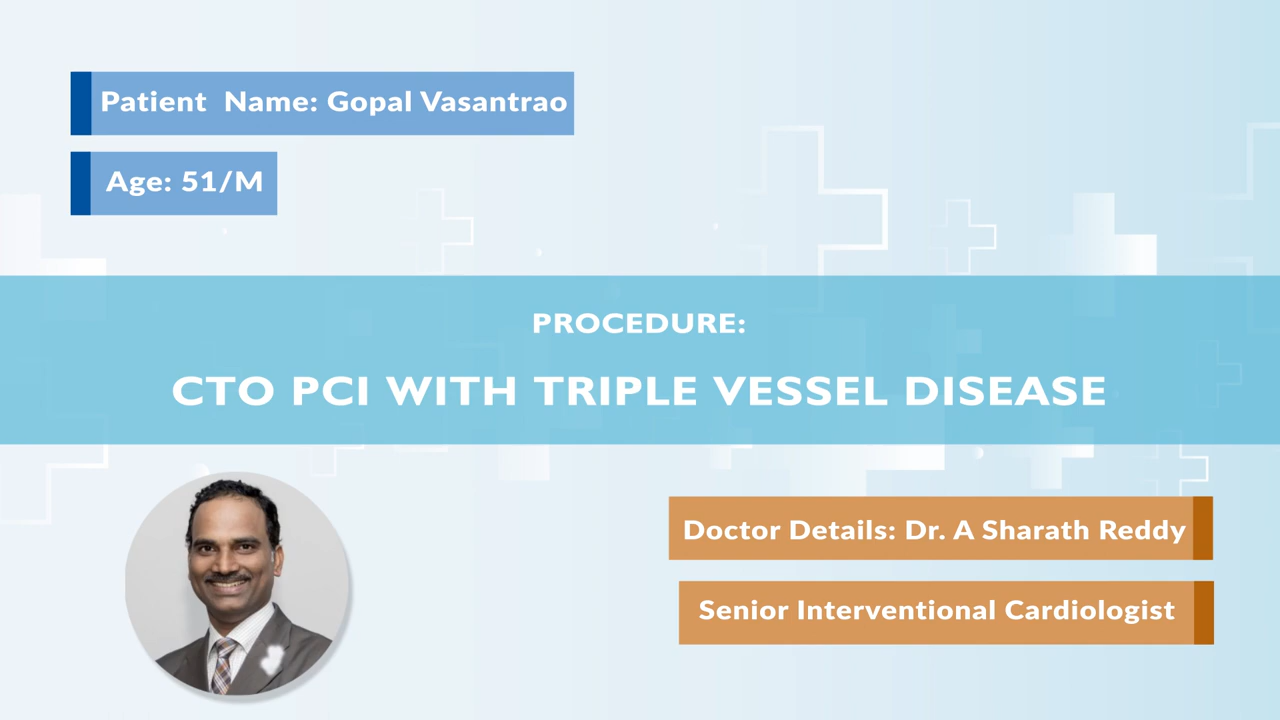 Patient Name: Gopal Vasantrao
Age: 51/M
PROCEDURE:
CTO PCI WITH TRIPLE VESSEL DISEASE
Doctor Details: Dr. A Sharath Reddy
Senior Interventional Cardiologist